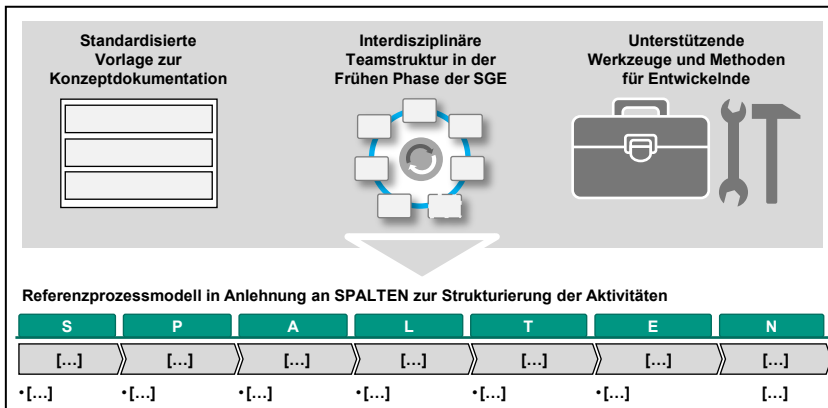 Standardisierte
Vorlage zur
Konzeptdokumentation
Interdisziplinäre
Teamstruktur in der
Frühen Phase der SGE
Unterstützende
Werkzeuge und Methoden
für Entwickelnde
Referenzprozessmodell in Anlehnung an SPALTEN zur Strukturierung der Aktivitäten
S P A L T E N
[...] [...] [...] [...] [...] [...] [...]
•[...] •[...] •[...] •[...] •[...] •[...] [...]